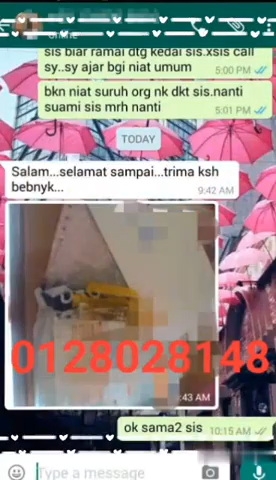 online
sis biar ramai dtg kedai sis.xsis call
sy..sy ajar bgi niat umum
5:00 PM
bkn niat suruh org nk dkt sis.nanti
suami sis mrh nanti
5:01 PM
TODAY
Salam...selamat sampai...trima ksh
bebnyk...
9:42 AM
0128028148
:43 AM
ok sama2 sis
10:15 AM
Type a message